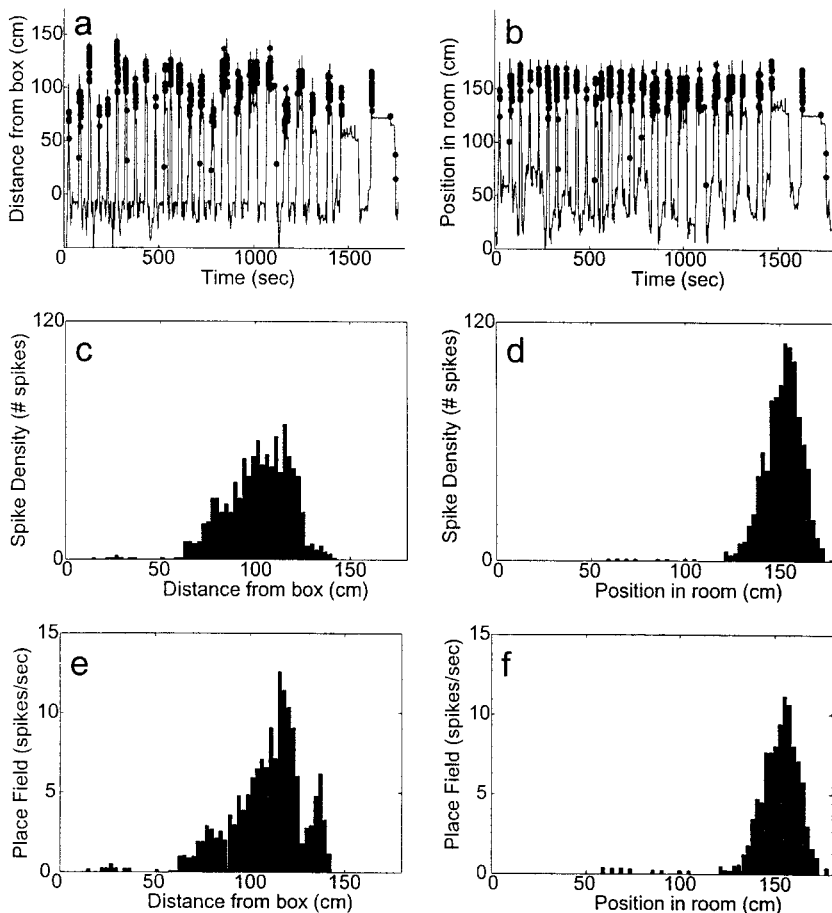 a
Distance from box (cm)
150
100
50
0
0
500
1000
1500
Time (sec)
b
Position in room (cm)
200
150
100
50
0
0
500
1000
1500
Time (sec)
c
Spike Density (# spikes)
120
0
0
50
100
150
Distance from box (cm)
d
Spike Density (# spikes)
120
0
0
50
100
150
Position in room (cm)
e
Place Field (spikes/sec)
15
10
5
0
0
50
100
150
Distance from box (cm)
f
Place Field (spikes/sec)
15
10
5
0
0
50
100
150
Position in room (cm)